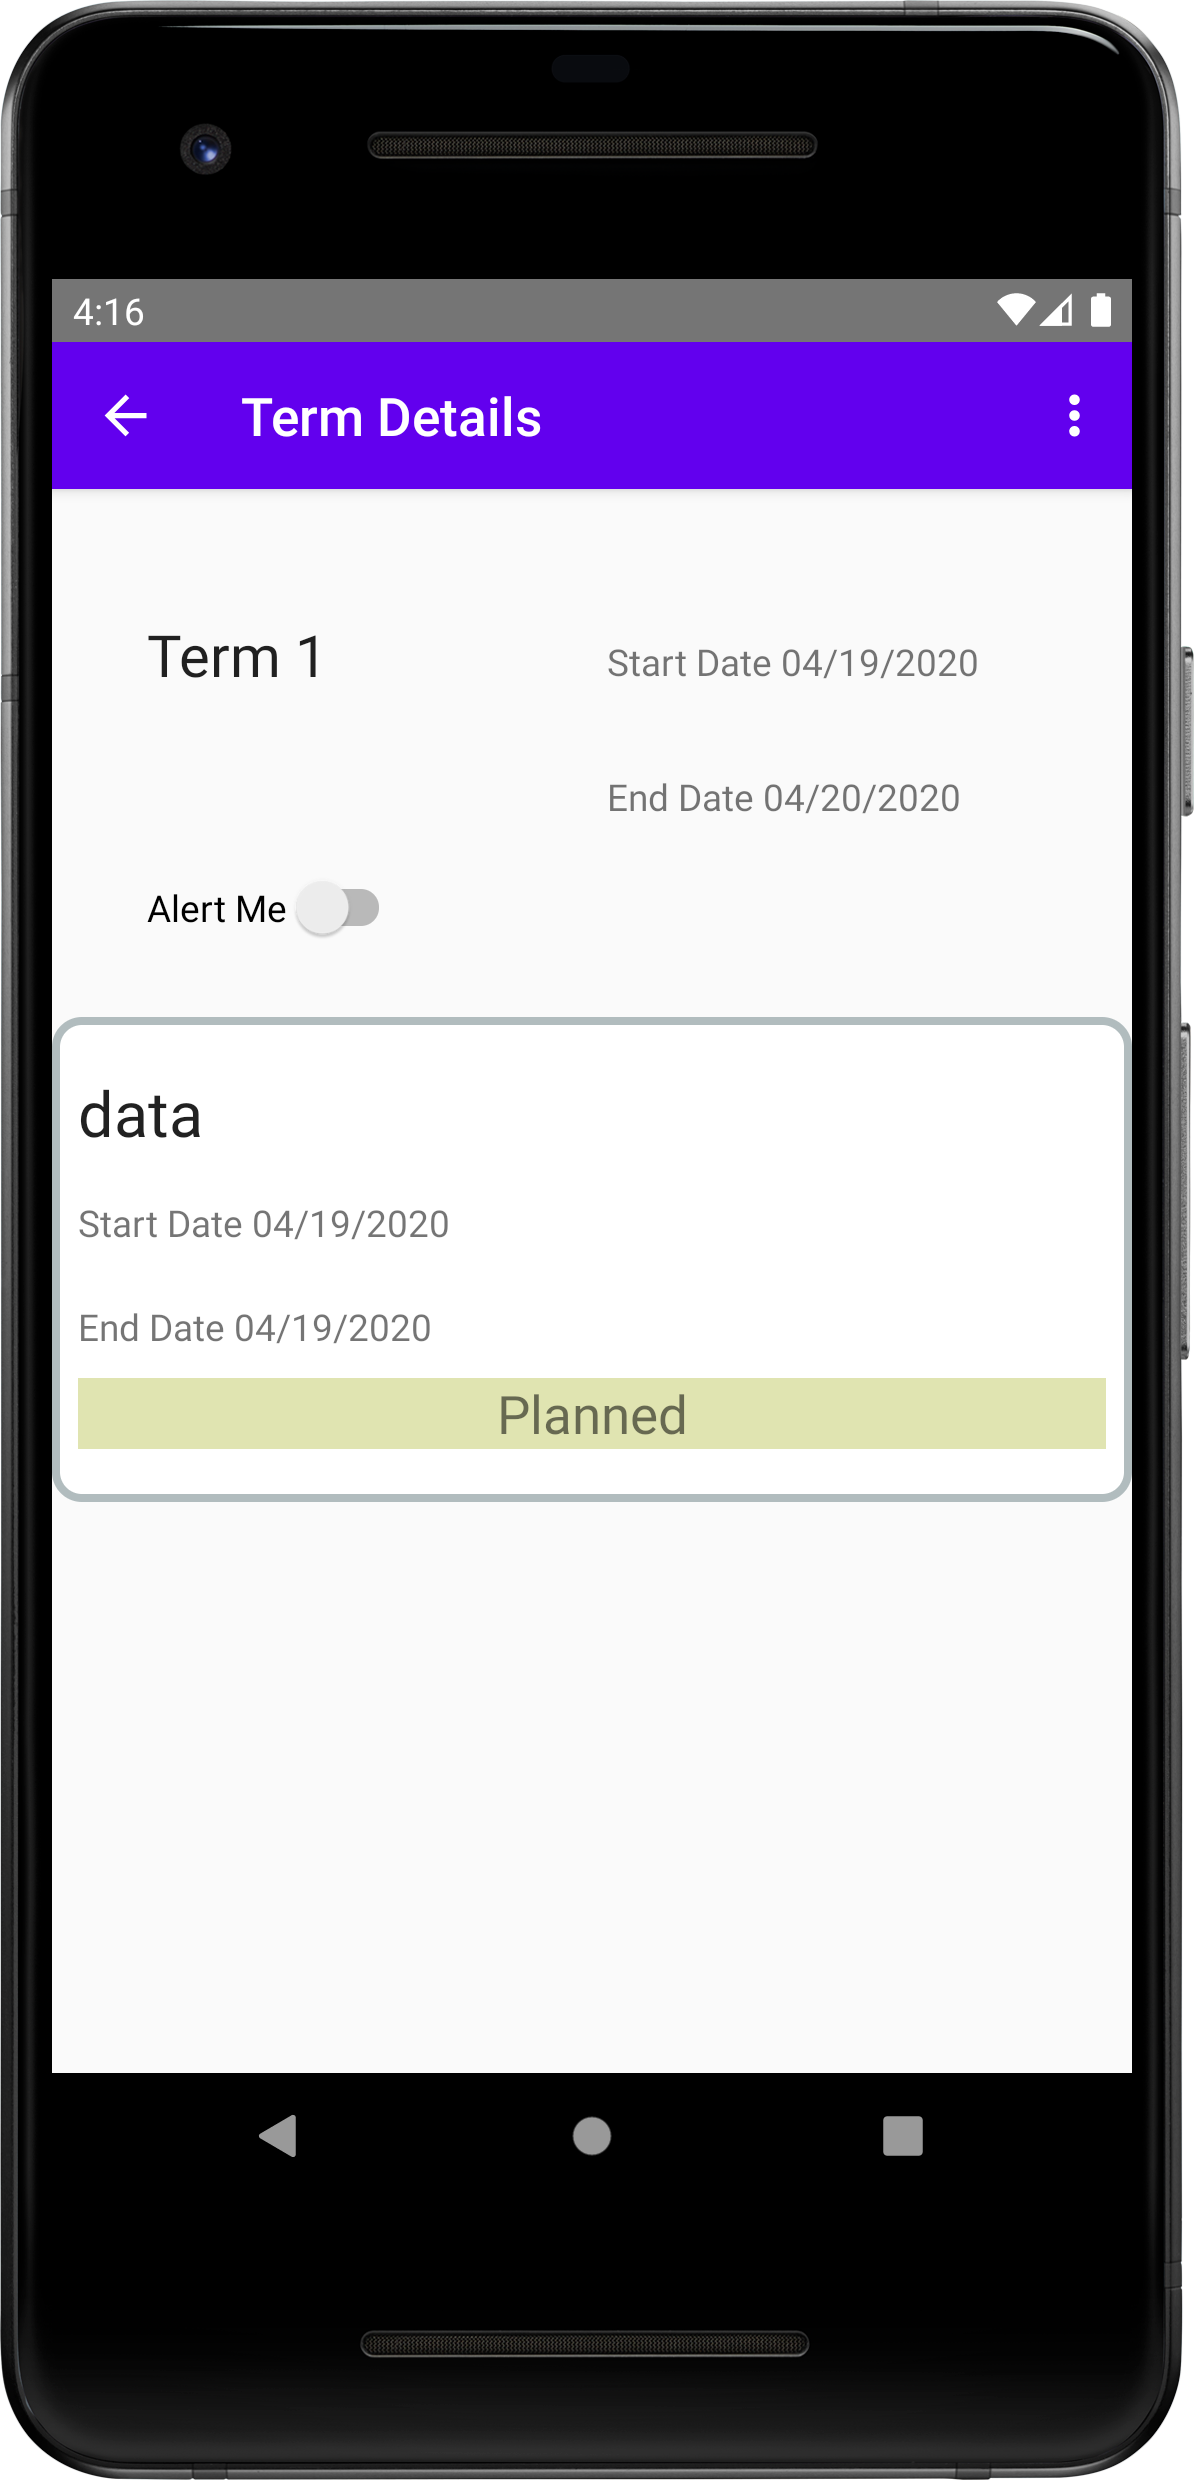 4:16
Term Details
Term 1
Start Date 04/19/2020
End Date 04/20/2020
Alert Me
data
Start Date 04/19/2020
End Date 04/19/2020
Planned